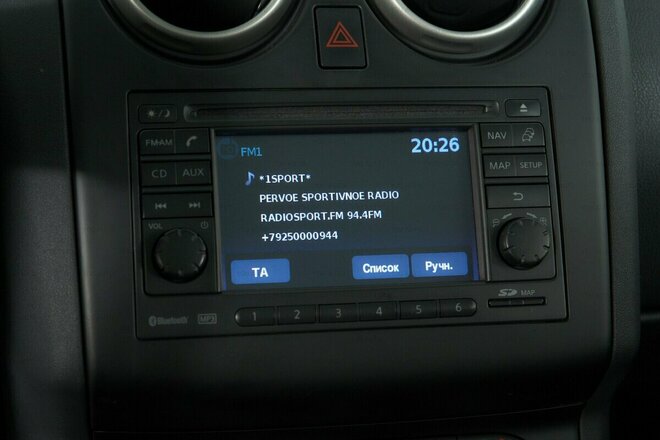 FM1 20:26
*1SPORT*
PERVOE SPORTIVNOE RADIO
RADIOSPORT.FM 94.4FM
+79250000944
TA Список Ручн.
FM·AM
CD AUX
VOL
NAV
MAP SETUP
SD MAP
Bluetooth MP3
1 2 3 4 5 6